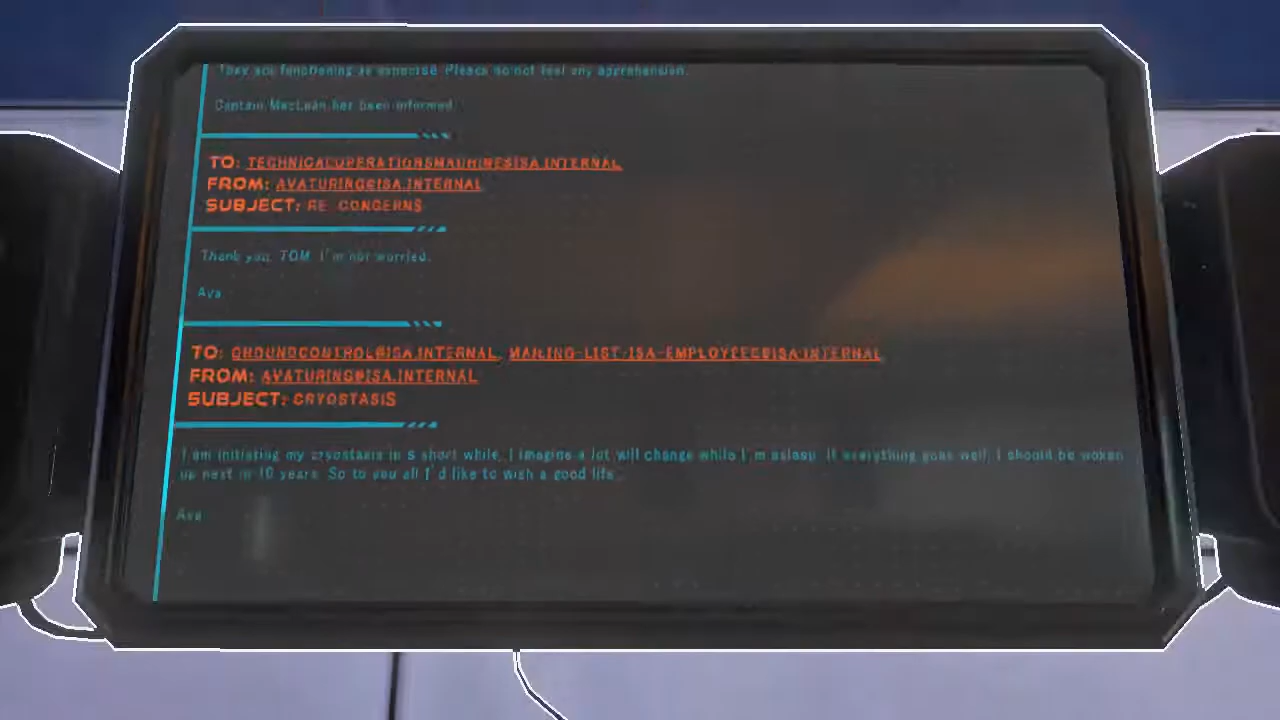 They are functioning as expected. Please do not feel any apprehension.
Captain MacLean has been informed.
TO: TECHNICALOPERATIONSMACHINE@ISA.INTERNAL
FROM: AVATURING@ISA.INTERNAL
SUBJECT: RE: CONCERNS
Thank you, TOM. I'm not worried.
Ava
TO: GROUNDCONTROL@ISA.INTERNAL, MAILING-LIST-ISA-EMPLOYEES@ISA.INTERNAL
FROM: AVATURING@ISA.INTERNAL
SUBJECT: CRYOSTASIS
I am initiating my cryostasis in a short while. I imagine a lot will change while I'm asleep. If everything goes well, I should be woken
up next in 10 years. So to you all I'd like to wish a good life.
Ava